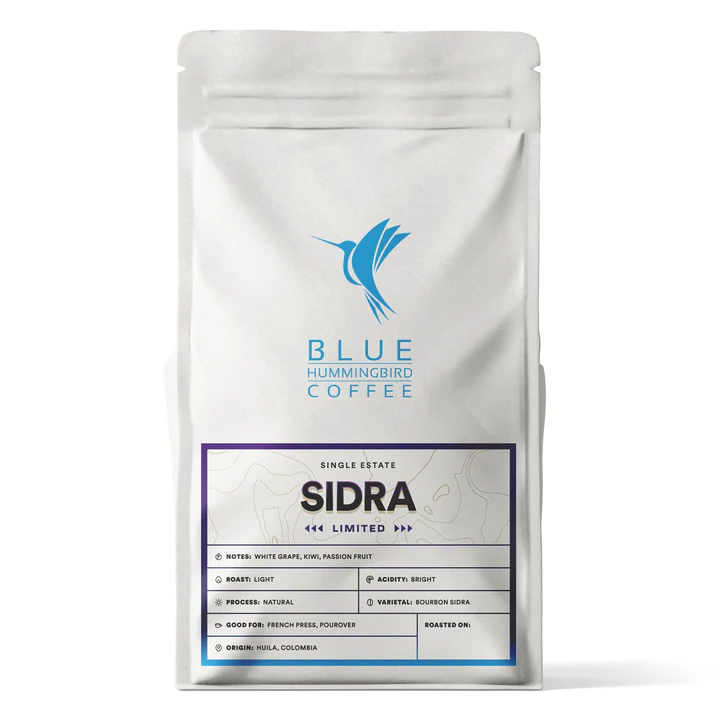 BLUE
HUMMINGBIRD
COFFEE
SINGLE ESTATE
SIDRA
LIMITED
NOTES: WHITE GRAPE, KIWI, PASSION FRUIT
ROAST: LIGHT
ACIDITY: BRIGHT
PROCESS: NATURAL
VARIETAL: BOURBON SIDRA
GOOD FOR: FRENCH PRESS, POUROVER
ROASTED ON:
ORIGIN: HUILA, COLOMBIA